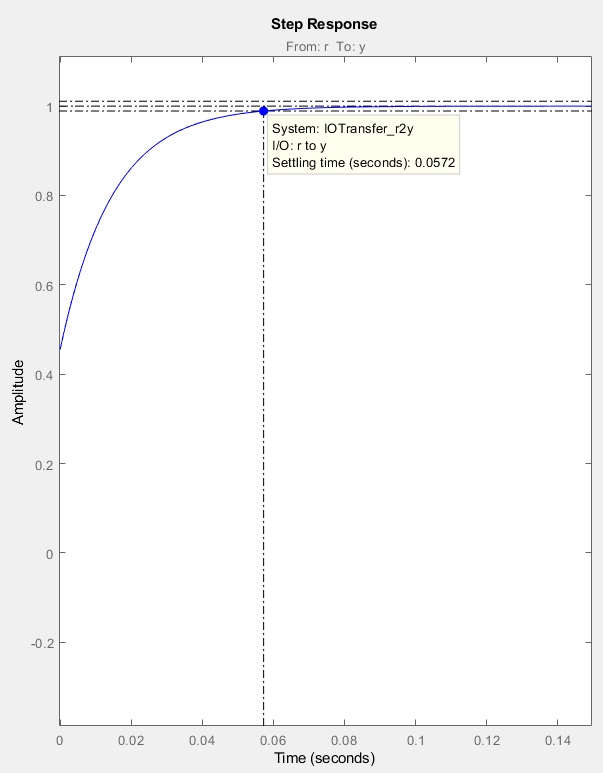 Step Response
From: r To: y
1
0.8
0.6
0.4
0.2
0
-0.2
Amplitude
System: IOTransfer_r2y
I/O: r to y
Settling time (seconds): 0.0572
0 0.02 0.04 0.06 0.08 0.1 0.12 0.14
Time (seconds)